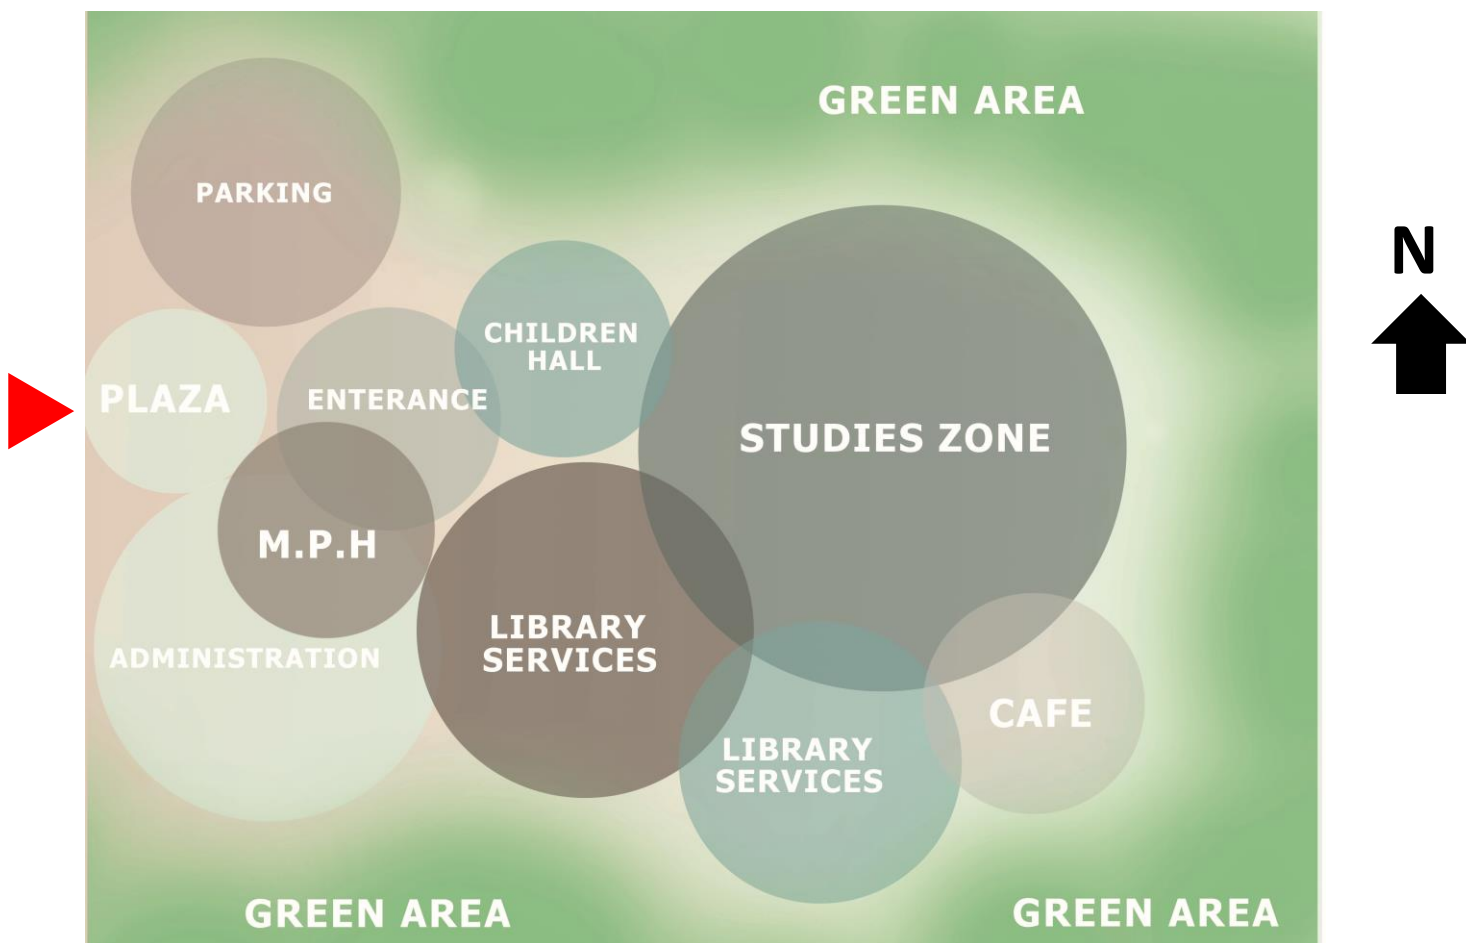 GREEN AREA
PARKING
N
CHILDREN
HALL
PLAZA
ENTERANCE
STUDIES ZONE
M.P.H
LIBRARY
SERVICES
ADMINISTRATION
CAFE
LIBRARY
SERVICES
GREEN AREA
GREEN AREA